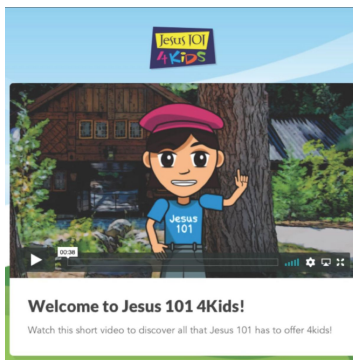 Jesus 101
4KiDS
Jesus
101
00:38
Welcome to Jesus 101 4Kids!
Watch this short video to discover all that Jesus 101 has to offer 4kids!